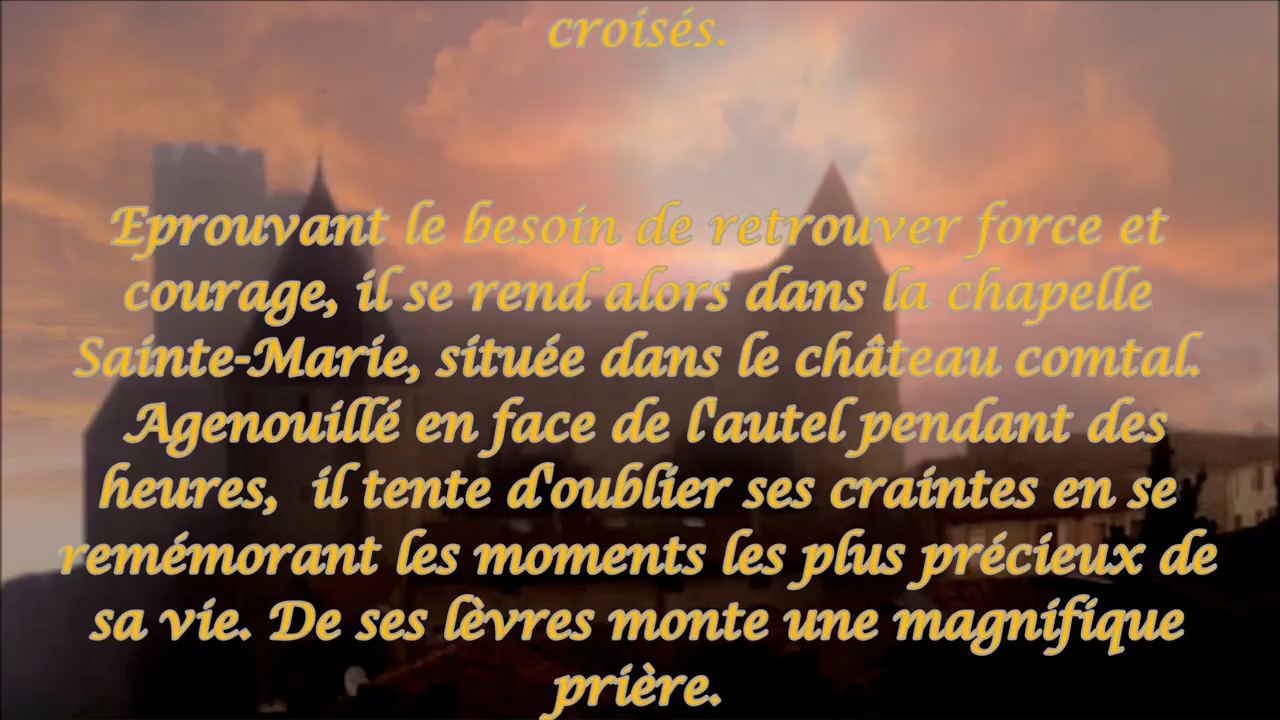 croisés.
Eprouvant le besoin de retrouver force et
courage, il se rend alors dans la chapelle
Sainte-Marie, située dans le château comtal.
Agenouillé en face de l'autel pendant des
heures,  il tente d'oublier ses craintes en se
remémorant les moments les plus précieux de
sa vie. De ses lèvres monte une magnifique
prière.